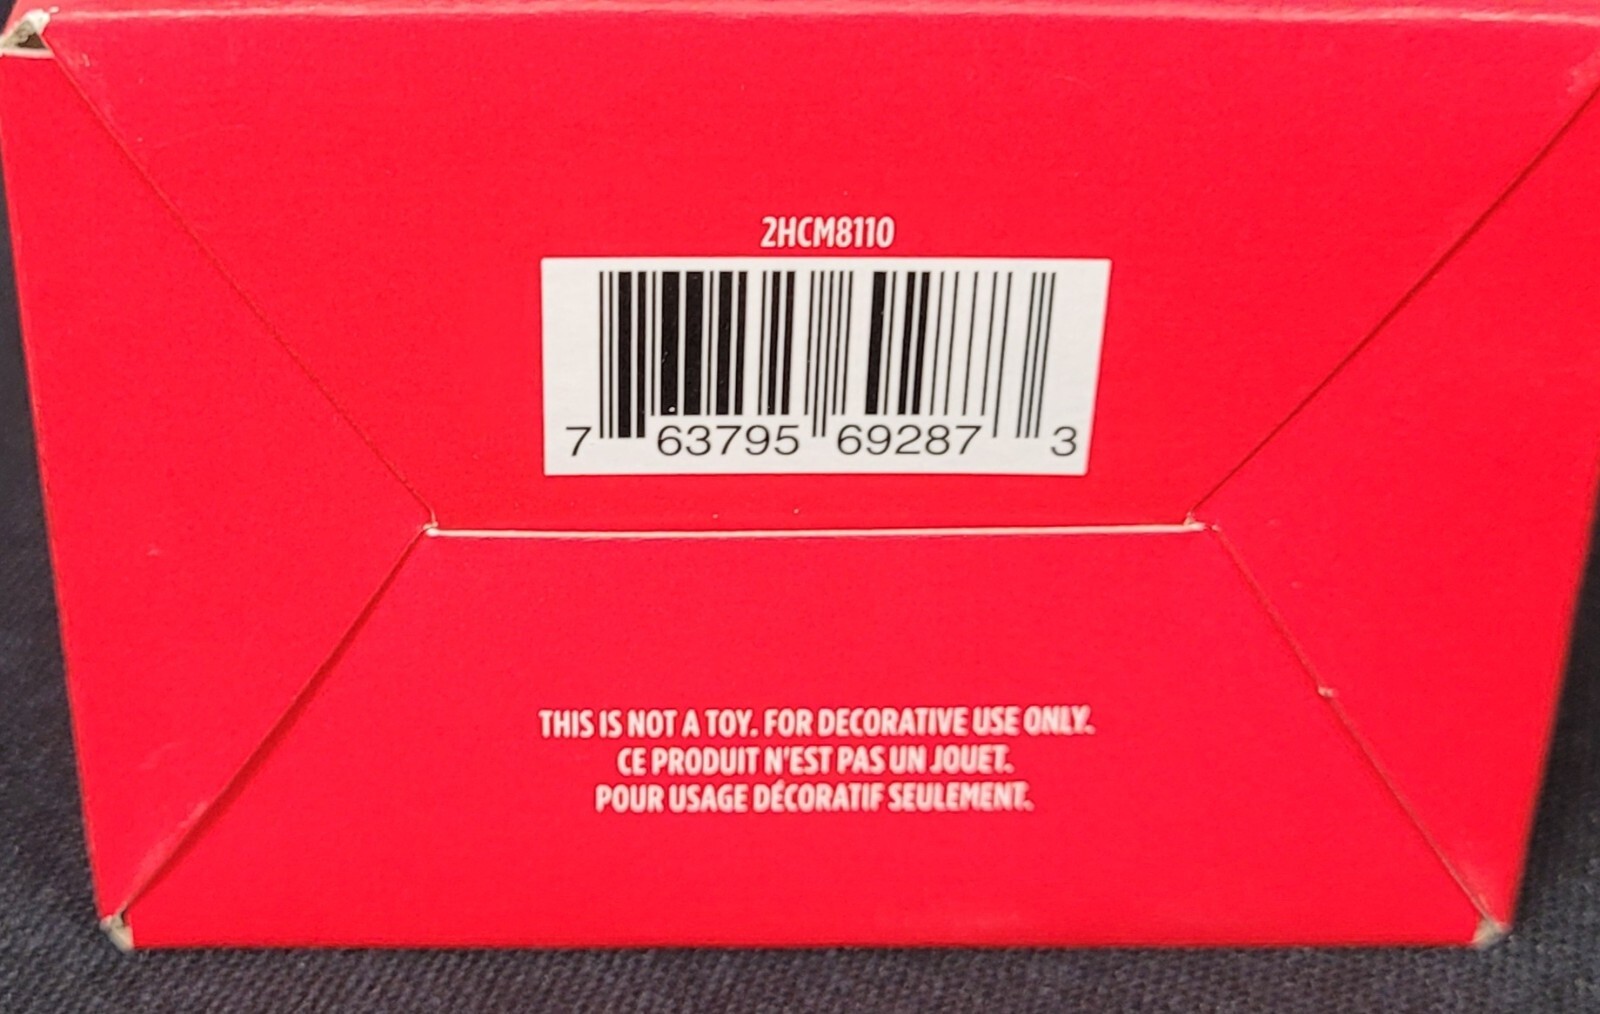 2HCM8110
7 63795 69287 3
THIS IS NOT A TOY. FOR DECORATIVE USE ONLY.
CE PRODUIT N'EST PAS UN JOUET.
POUR USAGE DÉCORATIF SEULEMENT.